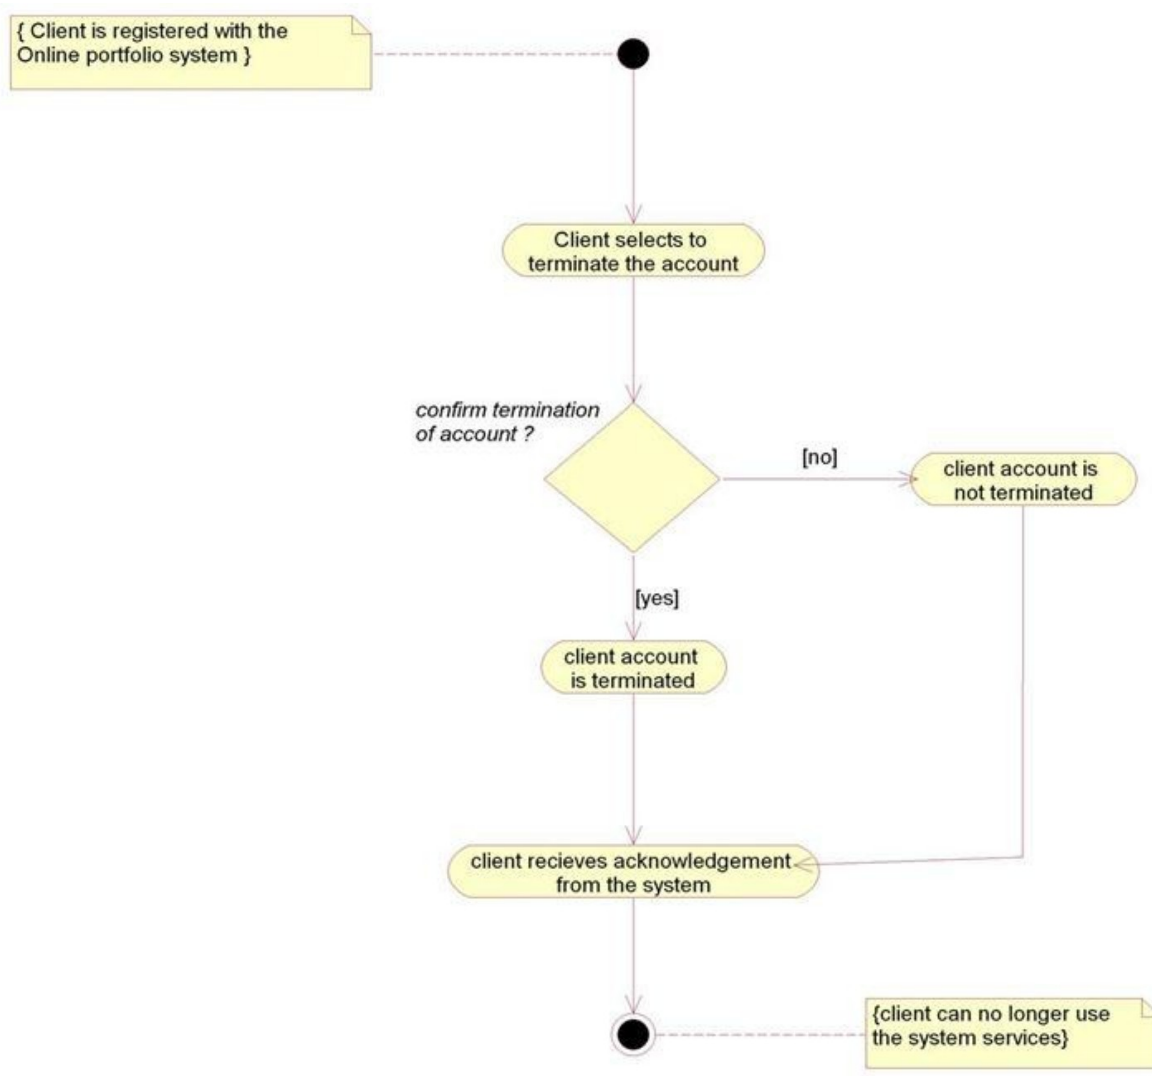 { Client is registered with the
Online portfolio system }
Client selects to
terminate the account
confirm termination
of account ?
[no]
client account is
not terminated
[yes]
client account
is terminated
client recieves acknowledgement
from the system
{client can no longer use
the system services}